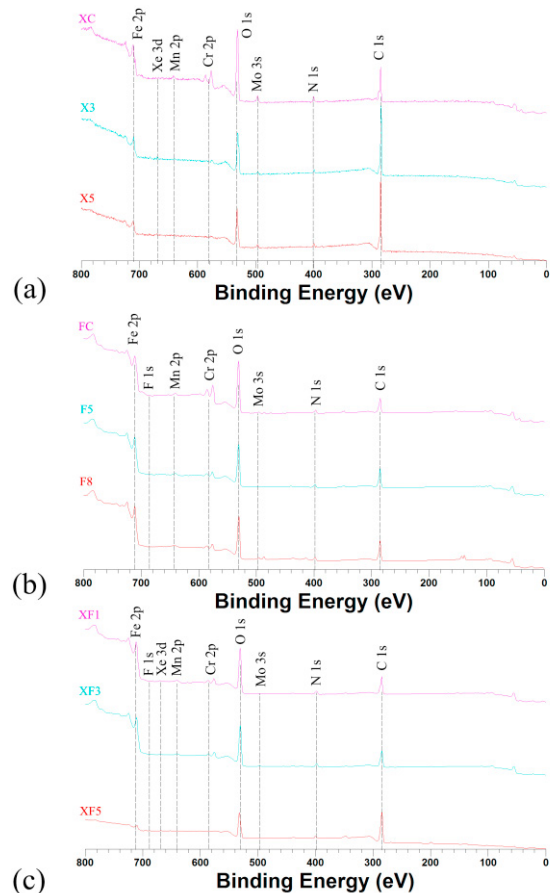 XC
Fe 2p
Xe 3d
Mn 2p
Cr 2p
O 1s
Mo 3s
N 1s
C 1s
X3
X5
800 700 600 500 400 300 200 100 0
(a)
Binding Energy (eV)
FC
Fe 2p
F 1s
Mn 2p
Cr 2p
O 1s
Mo 3s
N 1s
C 1s
F5
F8
800 700 600 500 400 300 200 100 0
(b)
Binding Energy (eV)
XF1
Fe 2p
F 1s
Xe 3d
Mn 2p
Cr 2p
O 1s
Mo 3s
N 1s
C 1s
XF3
XF5
800 700 600 500 400 300 200 100 0
(c)
Binding Energy (eV)